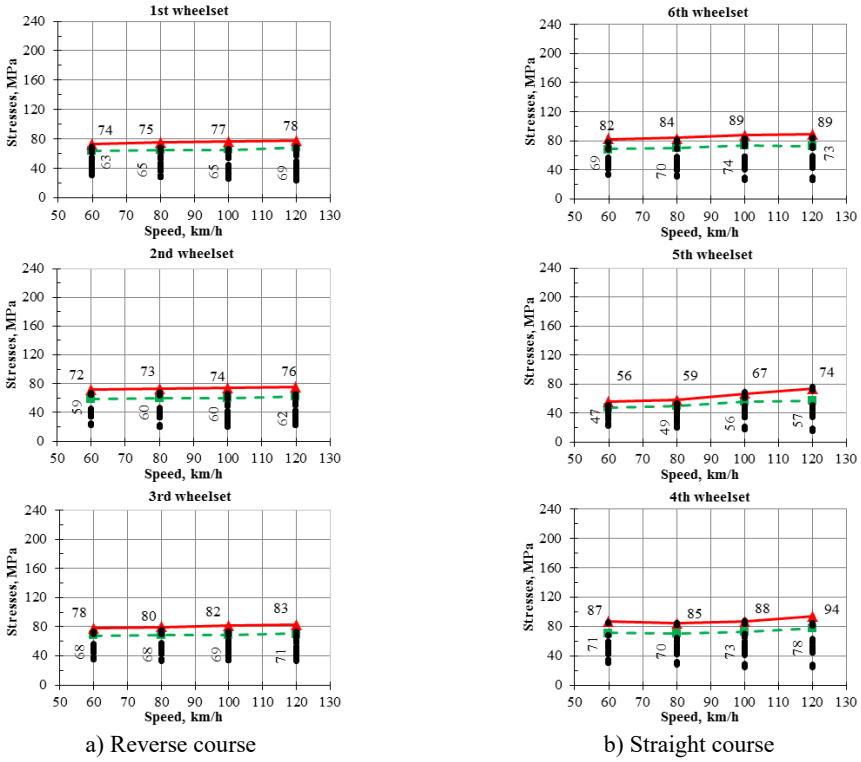 1st wheelset
Stresses, MPa
240
200
160
120
80
40
0
74 75 77 78
63 65 65 69
50 60 70 80 90 100 110 120 130
Speed, km/h
2nd wheelset
Stresses, MPa
240
200
160
120
80
40
0
72 73 74 76
59 60 60 62
50 60 70 80 90 100 110 120 130
Speed, km/h
3rd wheelset
Stresses, MPa
240
200
160
120
80
40
0
78 80 82 83
68 68 69 71
50 60 70 80 90 100 110 120 130
Speed, km/h
a) Reverse course
6th wheelset
Stresses, MPa
240
200
160
120
80
40
0
82 84 89 89
69 70 74 73
50 60 70 80 90 100 110 120 130
Speed, km/h
5th wheelset
Stresses, MPa
240
200
160
120
80
40
0
56 59 67 74
47 49 56 57
50 60 70 80 90 100 110 120 130
Speed, km/h
4th wheelset
Stresses, MPa
240
200
160
120
80
40
0
87 85 88 94
71 70 73 78
50 60 70 80 90 100 110 120 130
Speed, km/h
b) Straight course